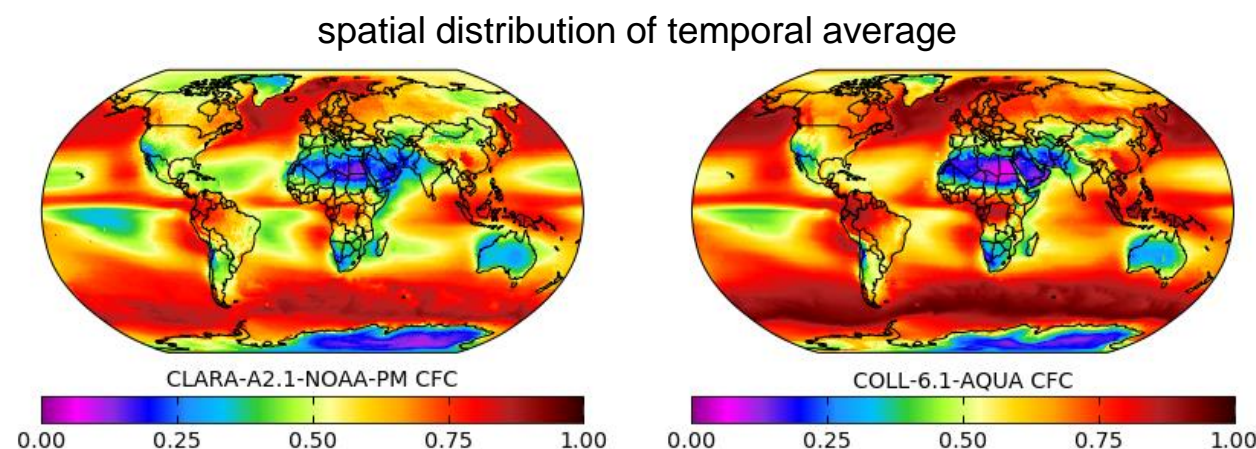 spatial distribution of temporal average
CLARA-A2.1-NOAA-PM CFC
0.00 0.25 0.50 0.75 1.00
COLL-6.1-AQUA CFC
0.00 0.25 0.50 0.75 1.00